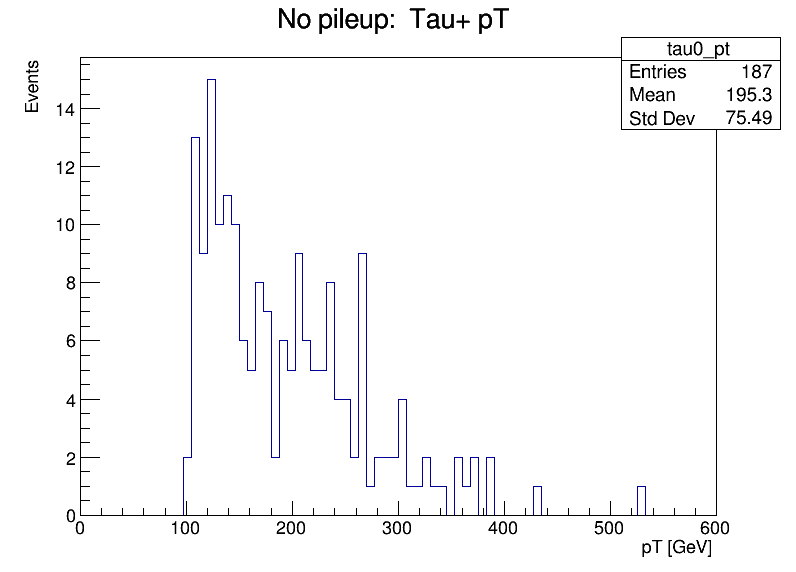 No pileup: Tau+ pT
tau0_pt
Entries 187
Mean 195.3
Std Dev 75.49
Events
14
12
10
8
6
4
2
0
0 100 200 300 400 500 600
pT [GeV]